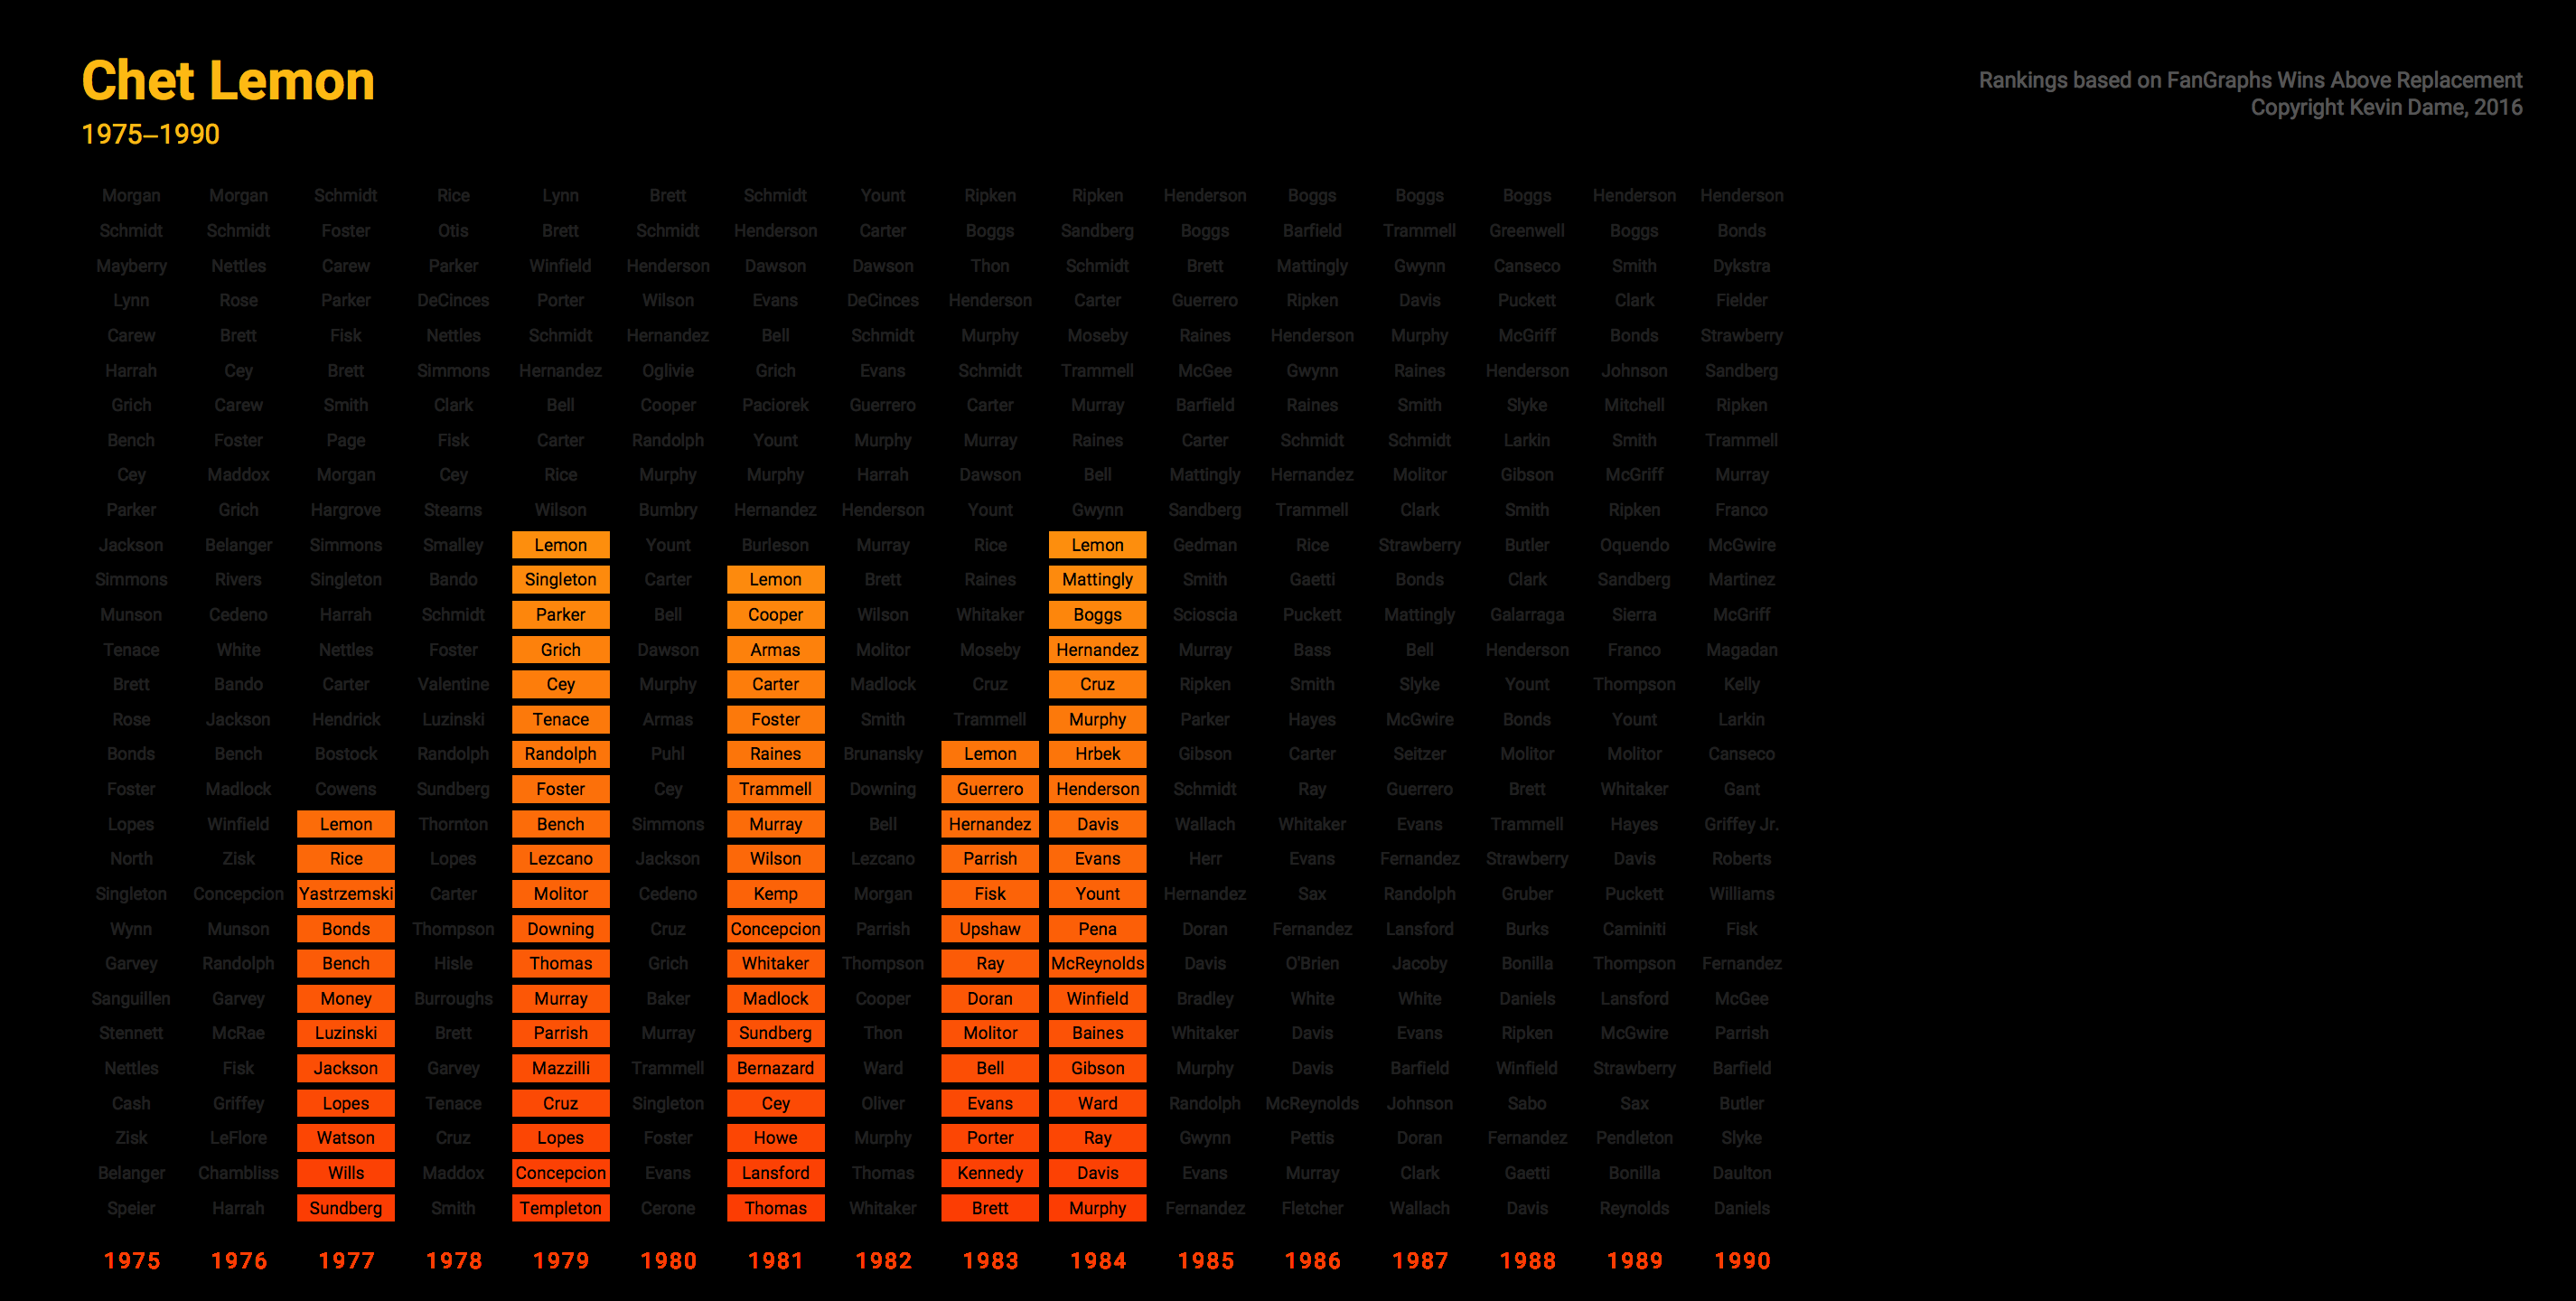 Chet Lemon
1975–1990
Rankings based on FanGraphs Wins Above Replacement
Copyright Kevin Dame, 2016
Morgan Morgan Schmidt Rice Lynn Brett Schmidt Yount Ripken Ripken Henderson Boggs Boggs Boggs Henderson Henderson
Schmidt Schmidt Foster Otis Brett Schmidt Henderson Carter Boggs Sandberg Boggs Barfield Trammell Greenwell Boggs Bonds
Mayberry Nettles Carew Parker Winfield Henderson Dawson Dawson Thon Schmidt Brett Mattingly Gwynn Canseco Smith Dykstra
Lynn Rose Parker DeCinces Porter Wilson Evans DeCinces Henderson Carter Guerrero Ripken Davis Puckett Clark Fielder
Carew Brett Fisk Nettles Schmidt Hernandez Bell Schmidt Murphy Moseby Raines Henderson Murphy McGriff Bonds Strawberry
Harrah Cey Brett Simmons Hernandez Oglivie Grich Evans Schmidt Trammell McGee Gwynn Raines Henderson Johnson Sandberg
Grich Carew Smith Clark Bell Cooper Paciorek Guerrero Carter Murray Barfield Raines Smith Slyke Mitchell Ripken
Bench Foster Page Fisk Carter Randolph Yount Murphy Murray Raines Carter Schmidt Schmidt Larkin Smith Trammell
Cey Maddox Morgan Cey Rice Murphy Murphy Harrah Dawson Bell Mattingly Hernandez Molitor Gibson McGriff Murray
Parker Grich Hargrove Stearns Wilson Bumbry Hernandez Henderson Yount Gwynn Sandberg Trammell Clark Smith Ripken Franco
Jackson Belanger Simmons Smalley Lemon Yount Burleson Murray Rice Lemon Gedman Rice Strawberry Butler Oquendo McGwire
Simmons Rivers Singleton Bando Singleton Carter Lemon Brett Raines Mattingly Smith Gaetti Bonds Clark Sandberg Martinez
Munson Cedeno Harrah Schmidt Parker Bell Cooper Wilson Whitaker Boggs Scioscia Puckett Mattingly Galarraga Sierra McGriff
Tenace White Nettles Foster Grich Dawson Armas Molitor Moseby Hernandez Murray Bass Bell Henderson Franco Magadan
Brett Bando Carter Valentine Cey Murphy Carter Madlock Cruz Cruz Ripken Smith Slyke Yount Thompson Kelly
Rose Jackson Hendrick Luzinski Tenace Armas Foster Smith Trammell Murphy Parker Hayes McGwire Bonds Yount Larkin
Bonds Bench Bostock Randolph Randolph Puhl Raines Brunansky Lemon Hrbek Gibson Carter Seitzer Molitor Molitor Canseco
Foster Madlock Cowens Sundberg Foster Cey Trammell Downing Guerrero Henderson Schmidt Ray Guerrero Brett Whitaker Gant
Lopes Winfield Lemon Thornton Bench Simmons Murray Bell Hernandez Davis Wallach Whitaker Evans Trammell Hayes Griffey Jr.
North Zisk Rice Lopes Lezcano Jackson Wilson Lezcano Parrish Evans Herr Evans Fernandez Strawberry Davis Roberts
Singleton Concepcion Yastrzemski Carter Molitor Cedeno Kemp Morgan Fisk Yount Hernandez Sax Randolph Gruber Puckett Williams
Wynn Munson Bonds Thompson Downing Cruz Concepcion Parrish Upshaw Pena Doran Fernandez Lansford Burks Caminiti Fisk
Garvey Randolph Bench Hisle Thomas Grich Whitaker Thompson Ray McReynolds Davis O'Brien Jacoby Bonilla Thompson Fernandez
Sanguillen Garvey Money Burroughs Murray Baker Madlock Cooper Doran Winfield Bradley White White Daniels Lansford McGee
Stennett McRae Luzinski Brett Parrish Murray Sundberg Thon Molitor Baines Whitaker Davis Evans Ripken McGwire Parrish
Nettles Fisk Jackson Garvey Mazzilli Trammell Bernazard Ward Bell Gibson Murphy Davis Barfield Winfield Strawberry Barfield
Cash Griffey Lopes Tenace Cruz Singleton Cey Oliver Evans Ward Randolph McReynolds Johnson Sabo Sax Butler
Zisk LeFlore Watson Cruz Lopes Foster Howe Murphy Porter Ray Gwynn Pettis Doran Fernandez Pendleton Slyke
Belanger Chambliss Wills Maddox Concepcion Evans Lansford Thomas Kennedy Davis Evans Murray Clark Gaetti Bonilla Daulton
Speier Harrah Sundberg Smith Templeton Cerone Thomas Whitaker Brett Murphy Fernandez Fletcher Wallach Davis Reynolds Daniels
1975 1976 1977 1978 1979 1980 1981 1982 1983 1984 1985 1986 1987 1988 1989 1990